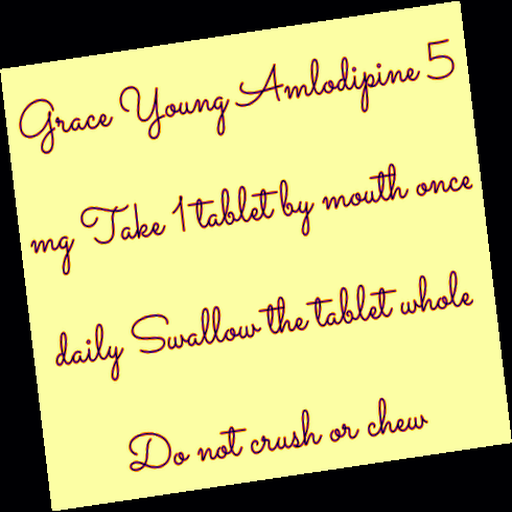 Grace Young Amlodipine 5
mg Take 1 tablet by mouth once
daily Swallow the tablet whole
Do not crush or chew